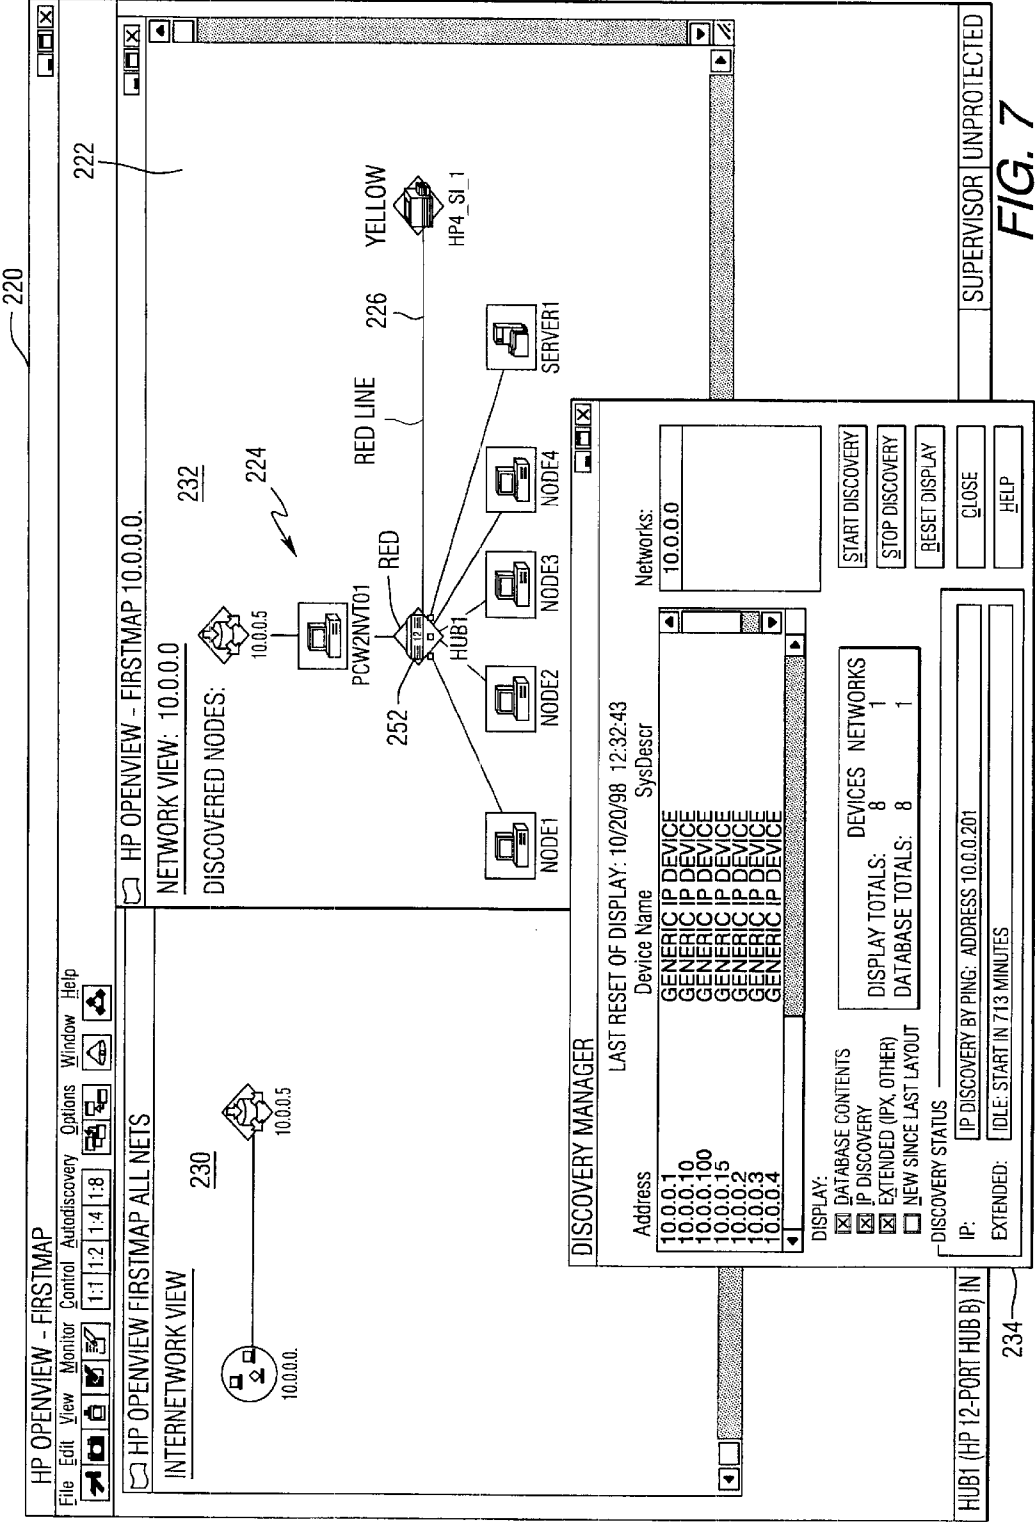 220
HP OPENVIEW - FIRSTMAP
File Edit View Monitor Control Autodiscovery Options Window Help
1:1 1:2 1:4 1:8
HP OPENVIEW FIRSTMAP ALL NETS
INTERNETWORK VIEW
230
10.0.0.0.
10.0.0.5
HP OPENVIEW - FIRSTMAP 10.0.0.0.
222
NETWORK VIEW: 10.0.0.0
DISCOVERED NODES:
232
224
10.0.0.5
PCW2NVT01
252
12
RED
HUB1
RED LINE
226
YELLOW
HP4_SI_1
NODE1
NODE2
NODE3
NODE4
SERVER1
DISCOVERY MANAGER
LAST RESET OF DISPLAY: 10/20/98 12:32:43
Address Device Name SysDescr
10.0.0.1 GENERIC IP DEVICE
10.0.0.10 GENERIC IP DEVICE
10.0.0.100 GENERIC IP DEVICE
10.0.0.15 GENERIC IP DEVICE
10.0.0.2 GENERIC IP DEVICE
10.0.0.3 GENERIC IP DEVICE
10.0.0.4 GENERIC IP DEVICE
Networks:
10.0.0.0
DISPLAY:
DATABASE CONTENTS
IP DISCOVERY
EXTENDED (IPX, OTHER)
NEW SINCE LAST LAYOUT
DEVICES NETWORKS
DISPLAY TOTALS: 8 1
DATABASE TOTALS: 8 1
START DISCOVERY
STOP DISCOVERY
RESET DISPLAY
CLOSE
HELP
DISCOVERY STATUS
IP: IP DISCOVERY BY PING: ADDRESS 10.0.0.201
EXTENDED: IDLE: START IN 713 MINUTES
234
HUB1 (HP 12-PORT HUB B) IN
SUPERVISOR UNPROTECTED
FIG. 7